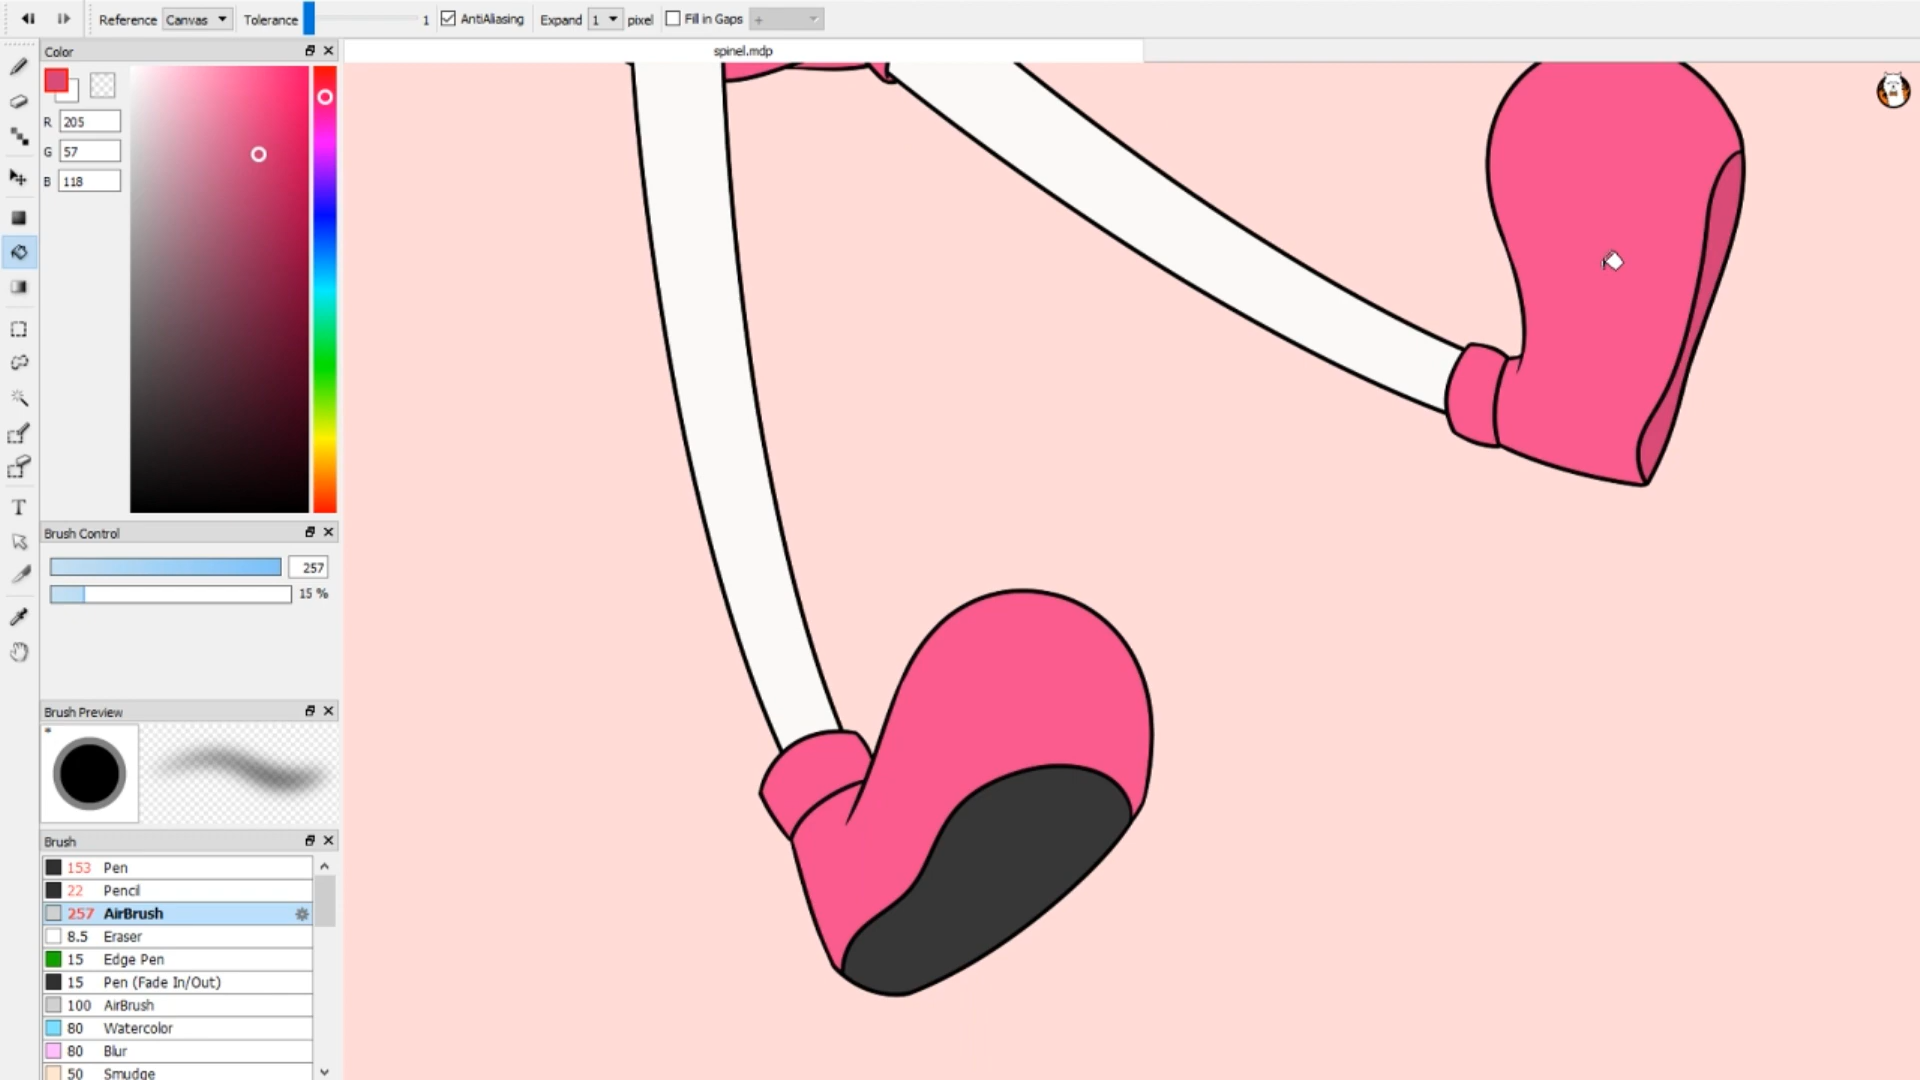 Reference Canvas Tolerance 1 AntiAliasing Expand 1 pixel Fill in Gaps +
Color
spinel.mdp
R 205
G 57
B 118
Brush Control
257
15 %
T
Brush Preview
*
Brush
153 Pen
22 Pencil
257 AirBrush
8.5 Eraser
15 Edge Pen
15 Pen (Fade In/Out)
100 AirBrush
80 Watercolor
80 Blur
50 Smudge